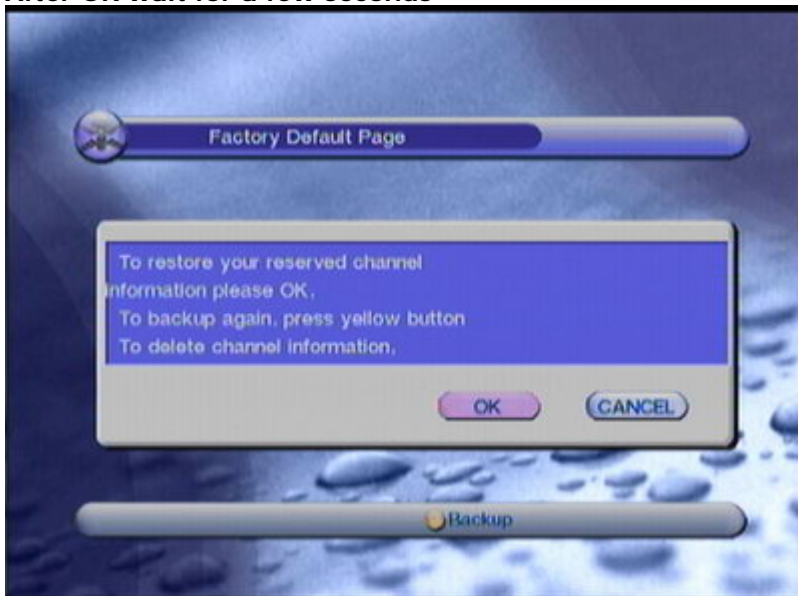 After OK wait for a few seconds
Factory Default Page
To restore your reserved channel
information please OK,
To backup again, press yellow button
To delete channel information,
OK
CANCEL
Backup